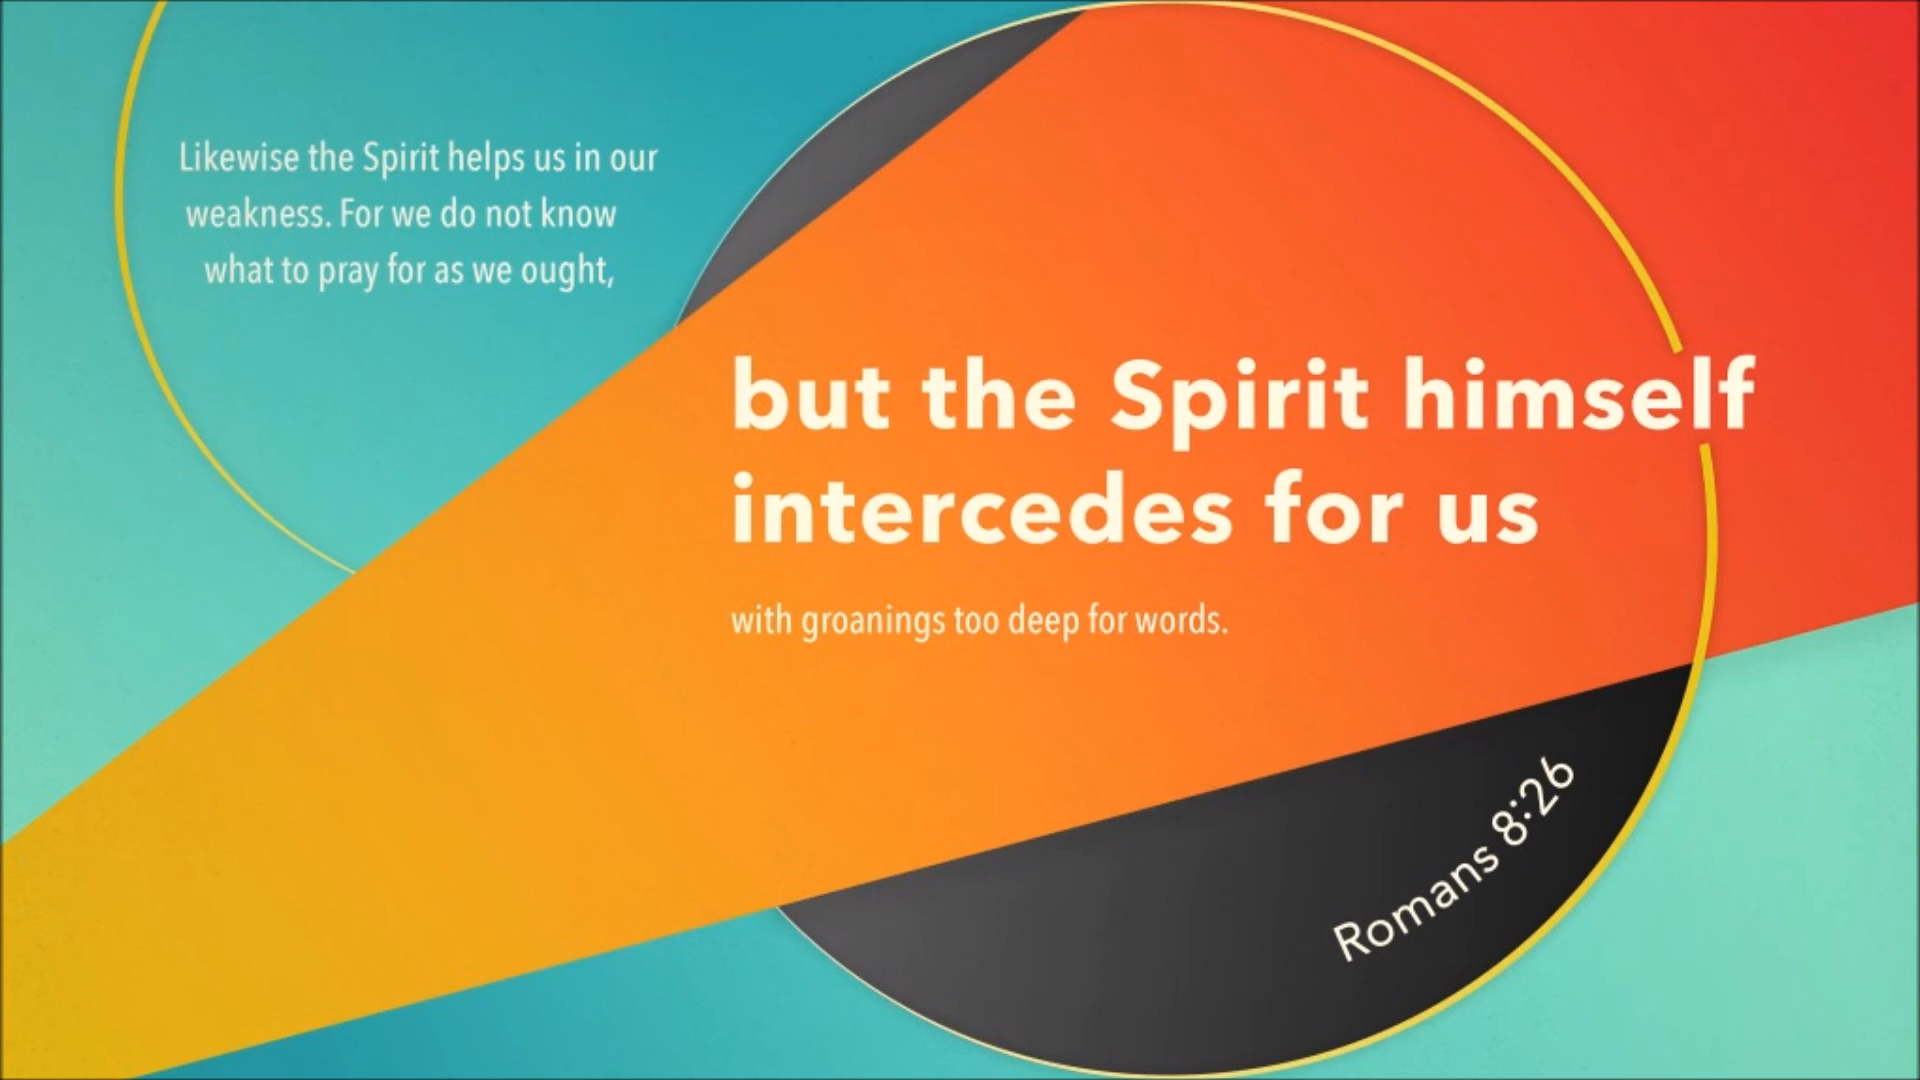 Likewise the Spirit helps us in our
weakness. For we do not know
what to pray for as we ought,
but the Spirit himself
intercedes for us
with groanings too deep for words.
Romans 8:26